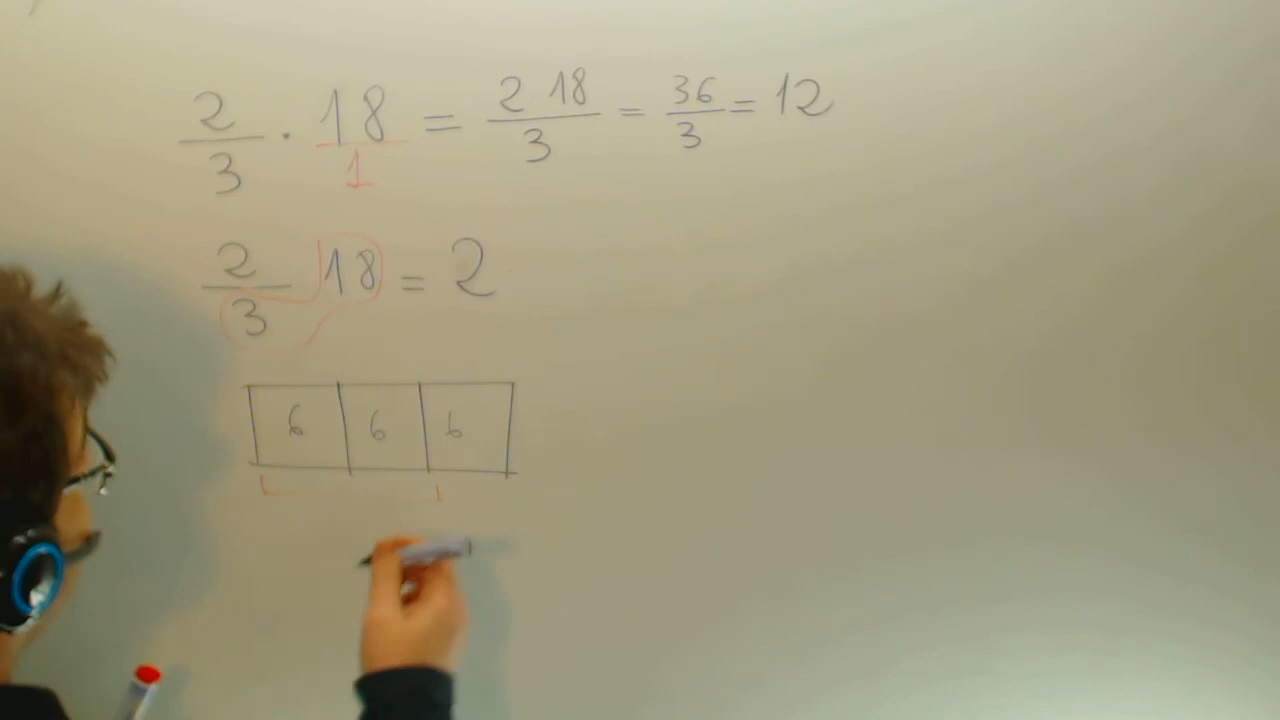 2/3 · 18/1 = 2 18/3 = 36/3 = 12
2/3 18 = 2
6 6 6